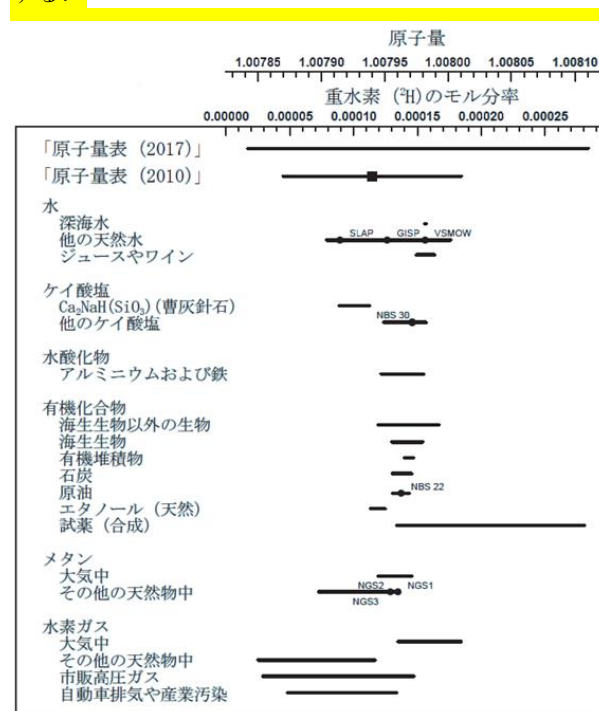 する.
原子量
1.00785 1.00790 1.00795 1.00800 1.00805 1.00810
重水素 (²H)のモル分率
0.00000 0.00005 0.00010 0.00015 0.00020 0.00025
「原子量表 (2017)」
「原子量表 (2010)」
水
深海水
他の天然水 SLAP GISP VSMOW
ジュースやワイン
ケイ酸塩
Ca₂NaH(SiO₃)(曹灰針石)
他のケイ酸塩 NBS 30
水酸化物
アルミニウムおよび鉄
有機化合物
海生生物以外の生物
海生生物
有機堆積物
石炭
原油 NBS 22
エタノール (天然)
試薬 (合成)
メタン
大気中
その他の天然物中 NGS2 NGS1
NGS3
水素ガス
大気中
その他の天然物中
市販高圧ガス
自動車排気や産業汚染